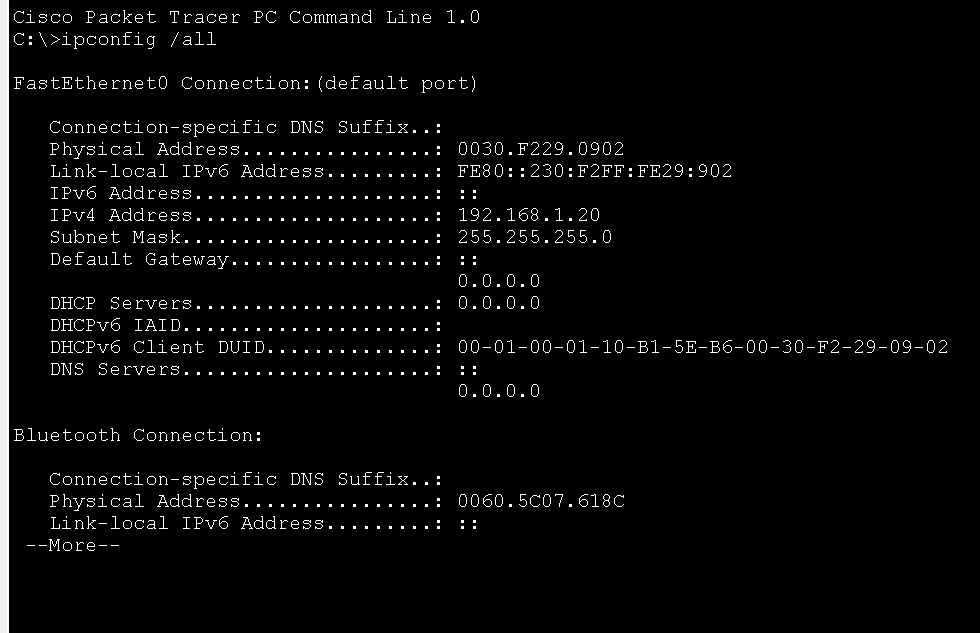 Cisco Packet Tracer PC Command Line 1.0
C:\>ipconfig /all
FastEthernet0 Connection:(default port)
Connection-specific DNS Suffix..:
Physical Address................: 0030.F229.0902
Link-local IPv6 Address.........: FE80::230:F2FF:FE29:902
IPv6 Address....................: ::
IPv4 Address....................: 192.168.1.20
Subnet Mask.....................: 255.255.255.0
Default Gateway.................: ::
0.0.0.0
DHCP Servers....................: 0.0.0.0
DHCPv6 IAID.....................:
DHCPv6 Client DUID..............: 00-01-00-01-10-B1-5E-B6-00-30-F2-29-09-02
DNS Servers.....................: ::
0.0.0.0
Bluetooth Connection:
Connection-specific DNS Suffix..:
Physical Address................: 0060.5C07.618C
Link-local IPv6 Address.........: ::
--More--